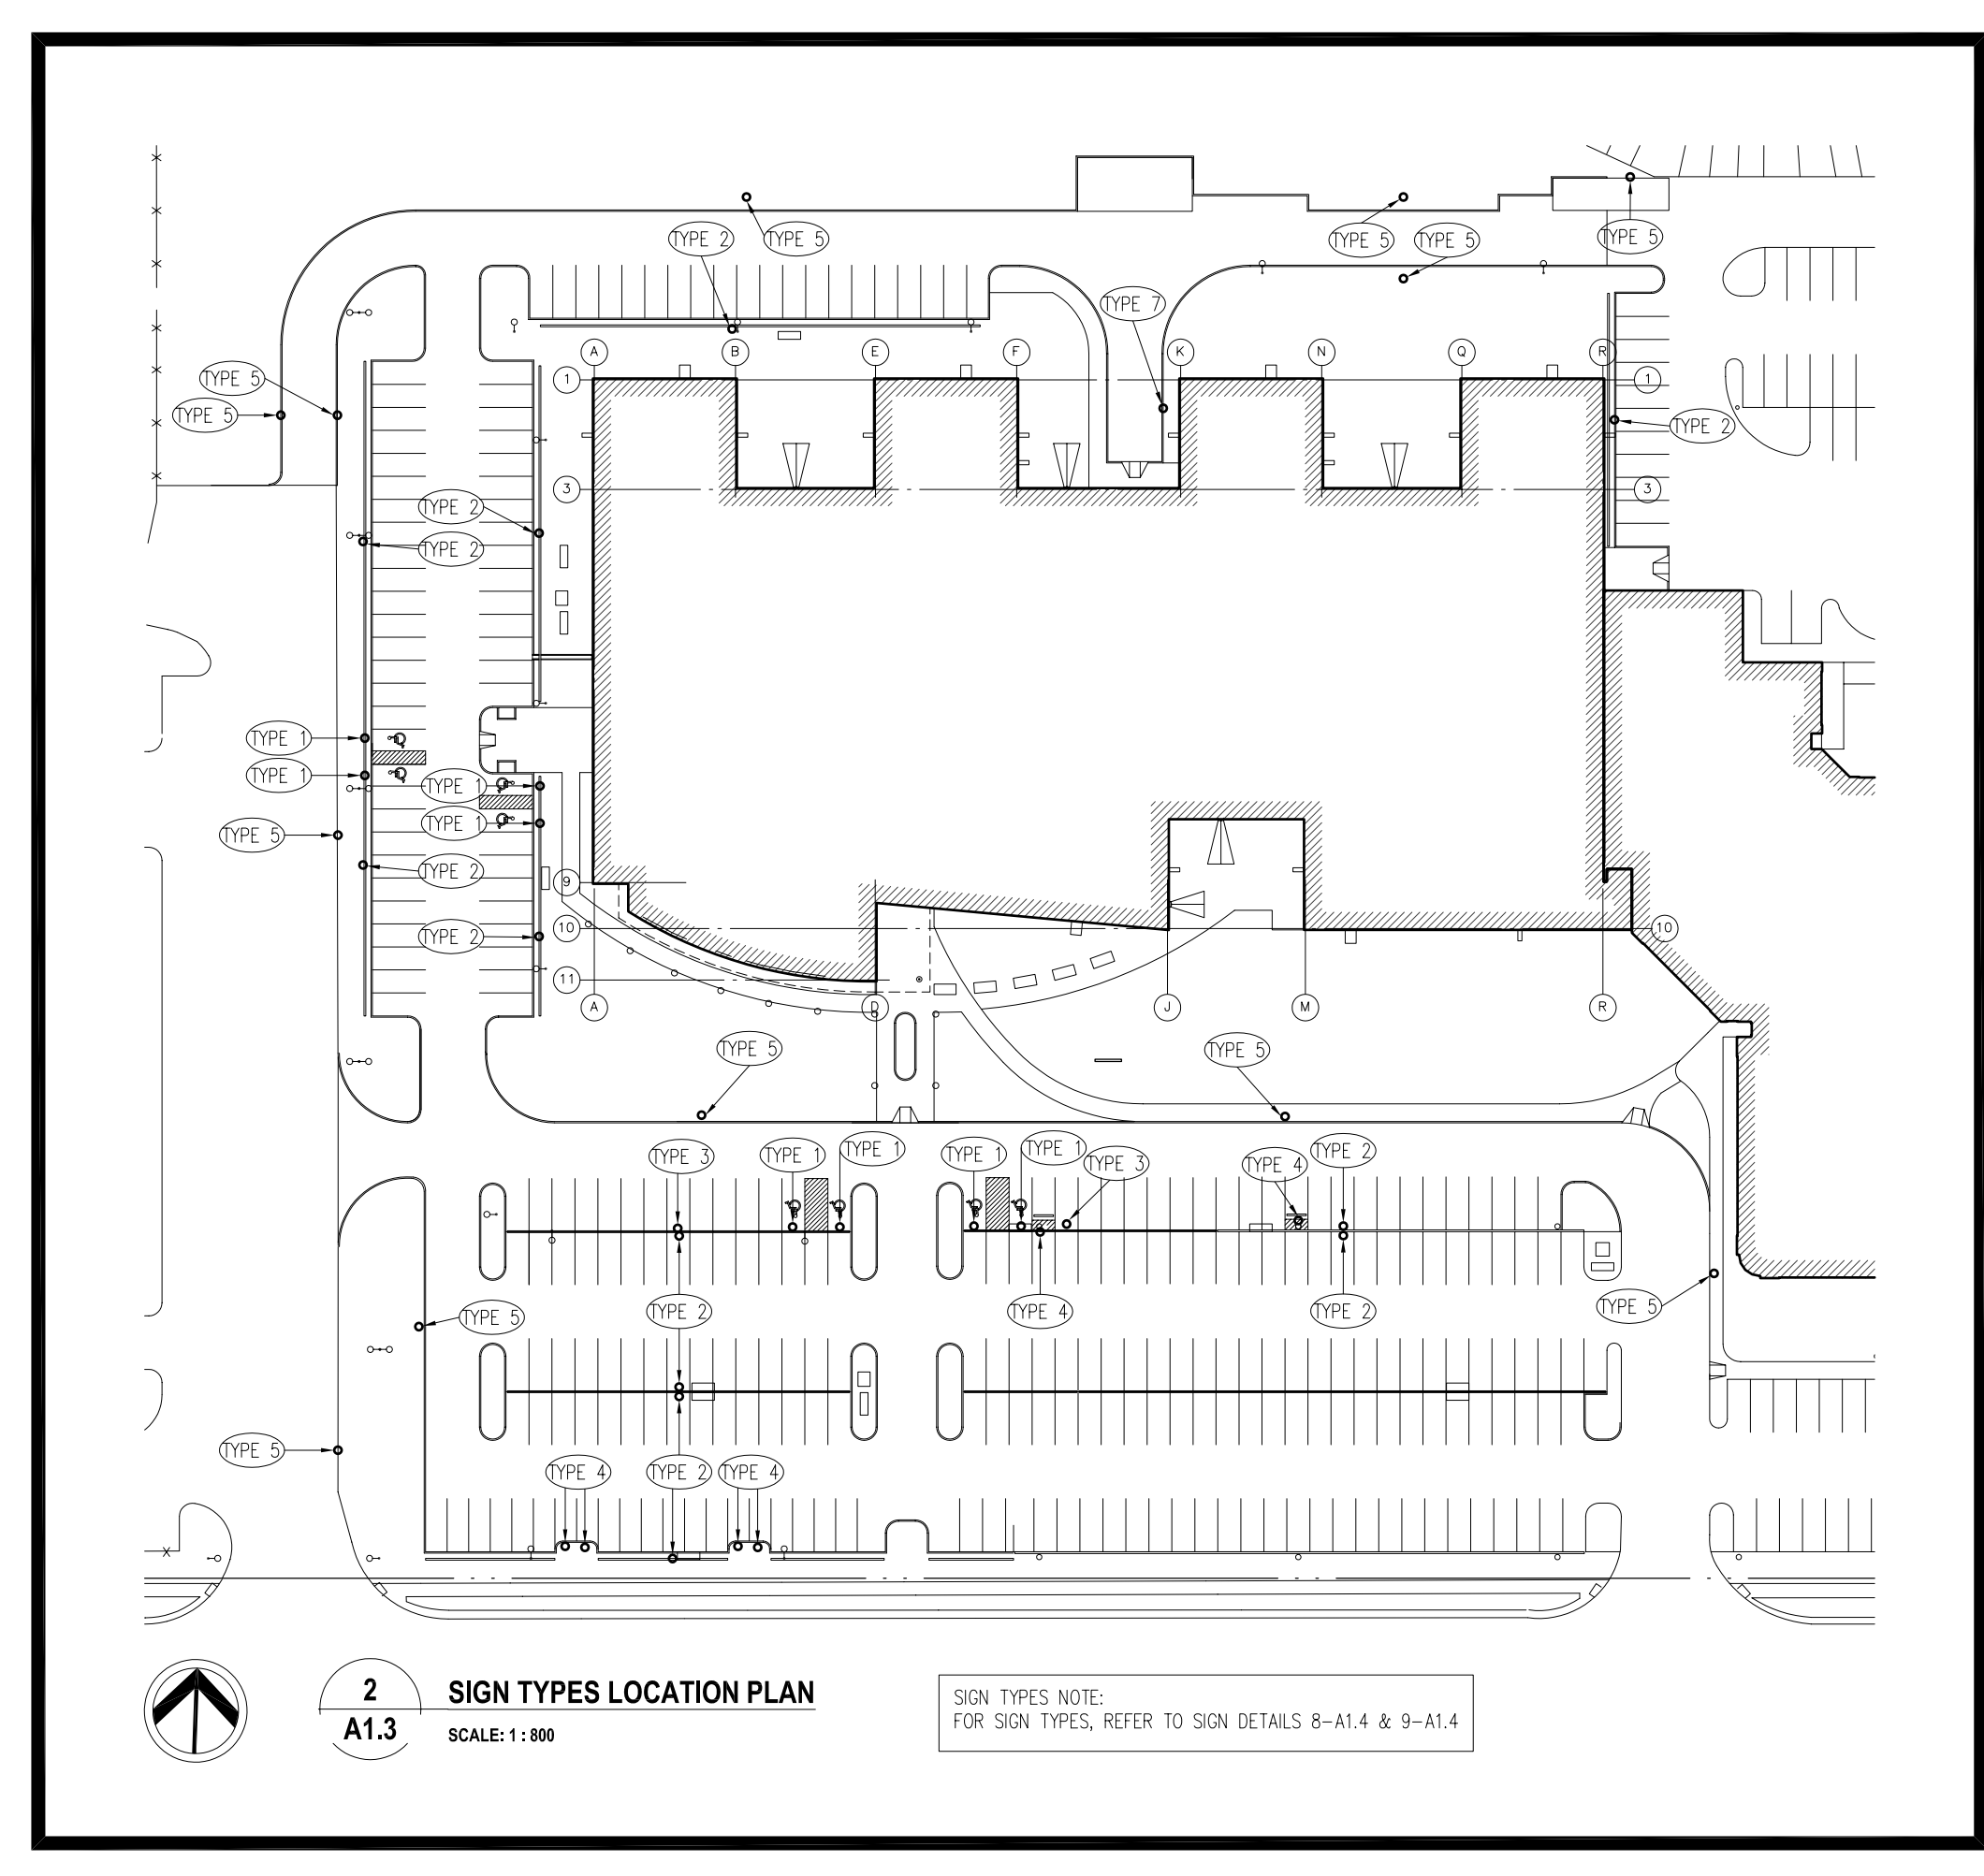 TYPE 5
TYPE 2
TYPE 5
TYPE 5
TYPE 5
TYPE 7
A
B
E
F
K
N
Q
R
TYPE 5
1
1
TYPE 5
TYPE 2
3
3
TYPE 2
TYPE 2
TYPE 1
TYPE 1
TYPE 1
TYPE 1
TYPE 5
TYPE 2
9
TYPE 2
10
10
11
A
D
J
M
R
TYPE 5
TYPE 5
TYPE 3
TYPE 1
TYPE 1
TYPE 1
TYPE 1
TYPE 3
TYPE 4
TYPE 2
TYPE 5
TYPE 2
TYPE 4
TYPE 2
TYPE 5
TYPE 5
TYPE 4
TYPE 2
TYPE 4
2
A1.3
SIGN TYPES LOCATION PLAN
SCALE: 1 : 800
SIGN TYPES NOTE:
FOR SIGN TYPES, REFER TO SIGN DETAILS 8-A1.4 & 9-A1.4